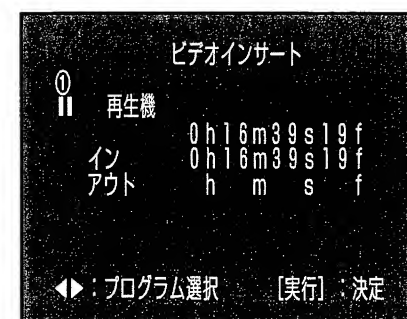 ビデオインサート
①
再生機
0h16m39s19f
イン 0h16m39s19f
アウト h m s f
◀▶:プログラム選択 [実行]:決定